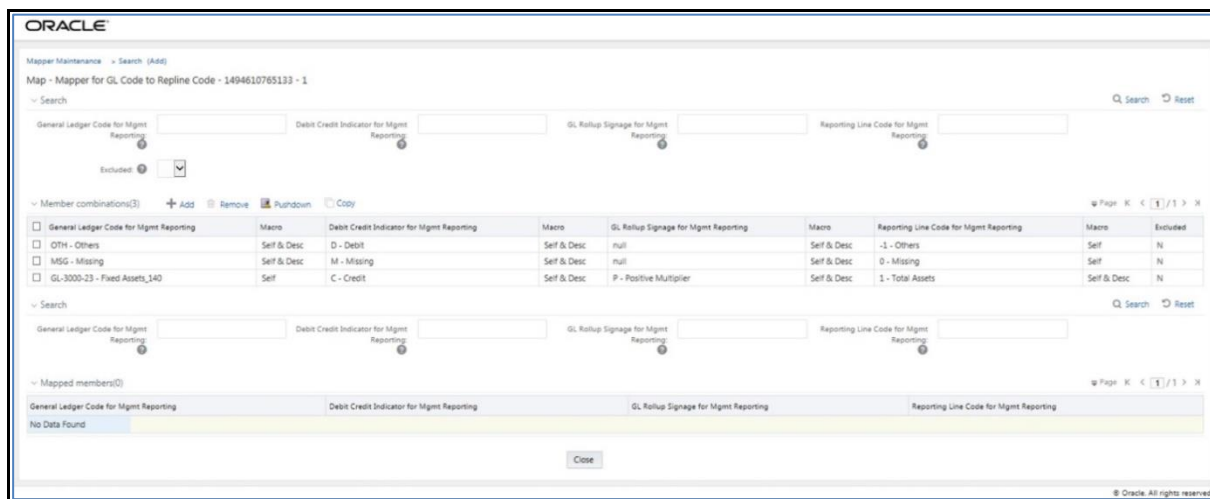 ORACLE
Mapper Maintenance » Search (Add)
Map - Mapper for GL Code to Repline Code - 1494610765133 - 1
Search
Search Reset
General Ledger Code for Mgmt Reporting: Debit Credit Indicator for Mgmt Reporting: GL Rollup Signage for Mgmt Reporting: Reporting Line Code for Mgmt Reporting:
Excluded:
Member combinations(3) Add Remove Pushdown Copy Page K < 1 / 1 > X
General Ledger Code for Mgmt Reporting Macro Debit Credit Indicator for Mgmt Reporting Macro GL Rollup Signage for Mgmt Reporting Macro Reporting Line Code for Mgmt Reporting Macro Excluded
OTH - Others Self & Desc D - Debit Self & Desc null Self & Desc -1 - Others Self N
MSG - Missing Self & Desc M - Missing Self & Desc null Self & Desc 0 - Missing Self N
GL-3000-23 - Fixed Assets_140 Self C - Credit Self & Desc P - Positive Multiplier Self & Desc 1 - Total Assets Self & Desc N
Search
Search Reset
General Ledger Code for Mgmt Reporting: Debit Credit Indicator for Mgmt Reporting: GL Rollup Signage for Mgmt Reporting: Reporting Line Code for Mgmt Reporting:
Mapped members(0) Page K < 1 / 1 > X
General Ledger Code for Mgmt Reporting Debit Credit Indicator for Mgmt Reporting GL Rollup Signage for Mgmt Reporting Reporting Line Code for Mgmt Reporting
No Data Found
Close
© Oracle. All rights reserved